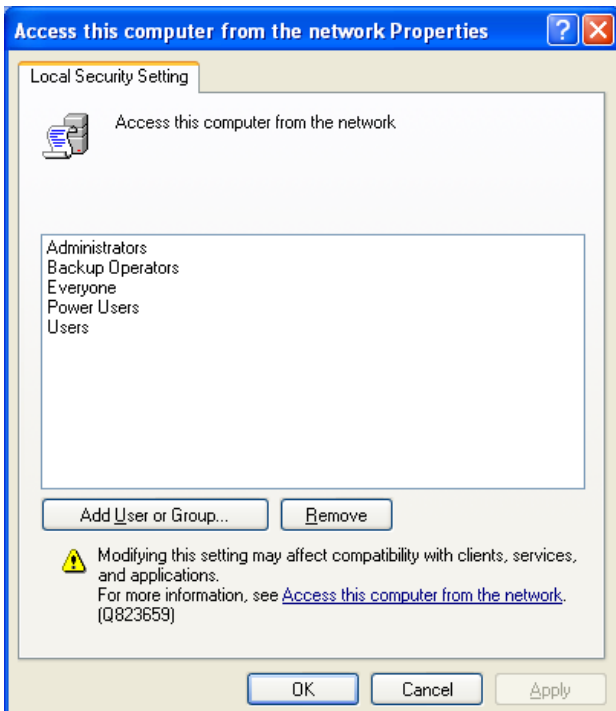 Access this computer from the network Properties
Local Security Setting
Access this computer from the network
Administrators
Backup Operators
Everyone
Power Users
Users
Add User or Group...
Remove
Modifying this setting may affect compatibility with clients, services,
and applications.
For more information, see Access this computer from the network.
(Q823659)
OK
Cancel
Apply